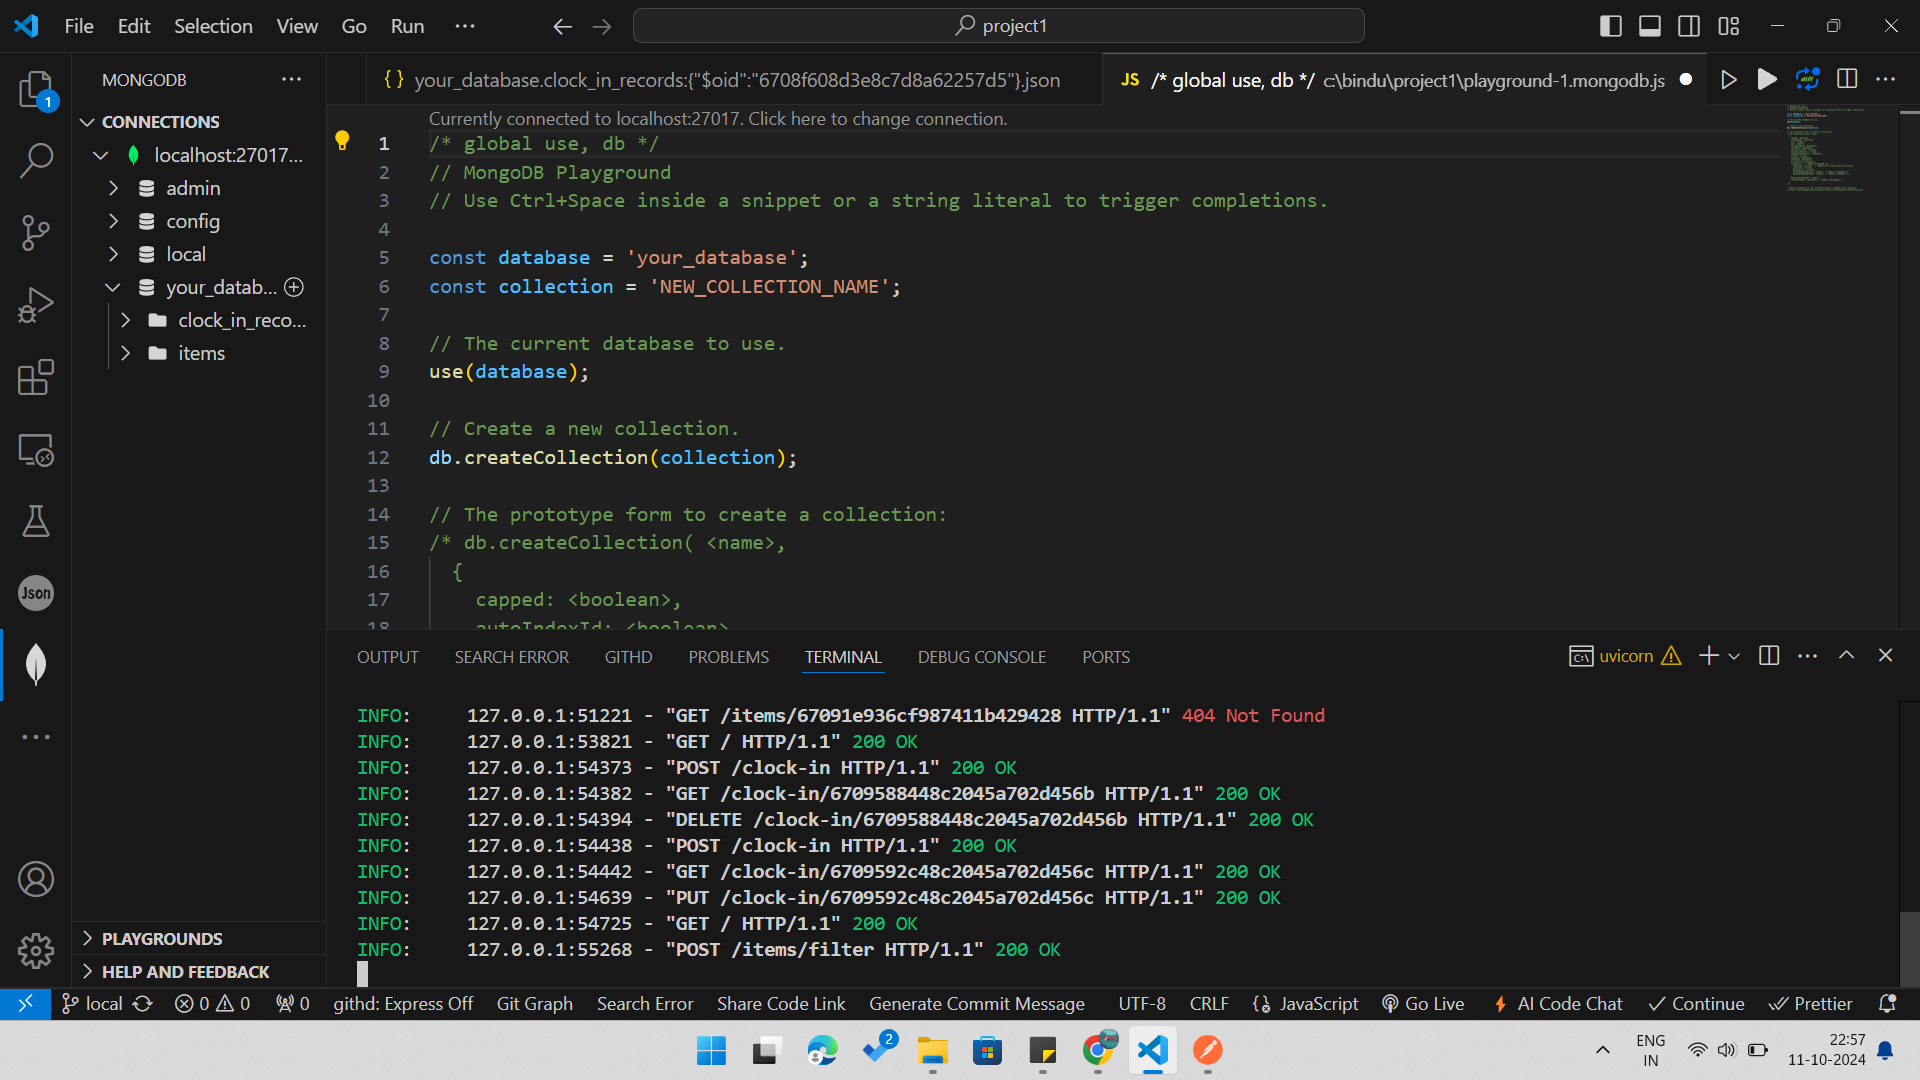 File Edit Selection View Go Run ···
project1
MONGODB
{} your_database.clock_in_records:{"$oid":"6708f608d3e8c7d8a62257d5"}.json
JS /* global use, db */ c:\bindu\project1\playground-1.mongodb.js
1
CONNECTIONS
localhost:27017...
admin
config
local
your_datab...
clock_in_reco...
items
Json
PLAYGROUNDS
HELP AND FEEDBACK
Currently connected to localhost:27017. Click here to change connection.
1 /* global use, db */
2 // MongoDB Playground
3 // Use Ctrl+Space inside a snippet or a string literal to trigger completions.
4
5 const database = 'your_database';
6 const collection = 'NEW_COLLECTION_NAME';
7
8 // The current database to use.
9 use(database);
10
11 // Create a new collection.
12 db.createCollection(collection);
13
14 // The prototype form to create a collection:
15 /* db.createCollection( <name>,
16 {
17 capped: <boolean>,
18 autoIndexId: <boolean>
OUTPUT SEARCH ERROR GITHD PROBLEMS TERMINAL DEBUG CONSOLE PORTS
uvicorn
INFO: 127.0.0.1:51221 - "GET /items/67091e936cf987411b429428 HTTP/1.1" 404 Not Found
INFO: 127.0.0.1:53821 - "GET / HTTP/1.1" 200 OK
INFO: 127.0.0.1:54373 - "POST /clock-in HTTP/1.1" 200 OK
INFO: 127.0.0.1:54382 - "GET /clock-in/6709588448c2045a702d456b HTTP/1.1" 200 OK
INFO: 127.0.0.1:54394 - "DELETE /clock-in/6709588448c2045a702d456b HTTP/1.1" 200 OK
INFO: 127.0.0.1:54438 - "POST /clock-in HTTP/1.1" 200 OK
INFO: 127.0.0.1:54442 - "GET /clock-in/6709592c48c2045a702d456c HTTP/1.1" 200 OK
INFO: 127.0.0.1:54639 - "PUT /clock-in/6709592c48c2045a702d456c HTTP/1.1" 200 OK
INFO: 127.0.0.1:54725 - "GET / HTTP/1.1" 200 OK
INFO: 127.0.0.1:55268 - "POST /items/filter HTTP/1.1" 200 OK
local 0 0 0 githd: Express Off Git Graph Search Error Share Code Link Generate Commit Message UTF-8 CRLF JavaScript Go Live AI Code Chat Continue Prettier
2
ENG
IN
22:57
11-10-2024